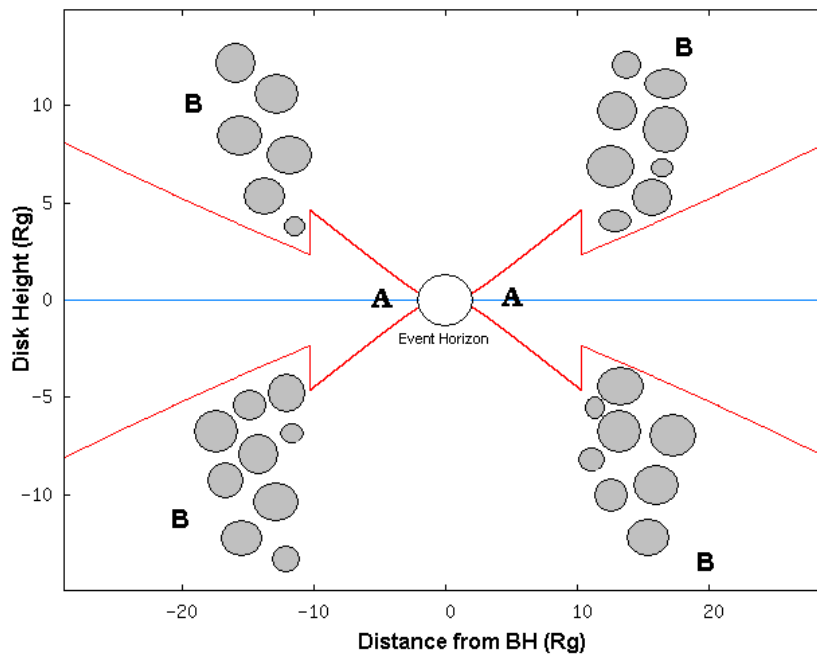 B
B
10
5
0
A
A
Event Horizon
Disk Height (Rg)
−5
−10
B
B
−20
−10
0
10
20
Distance from BH (Rg)